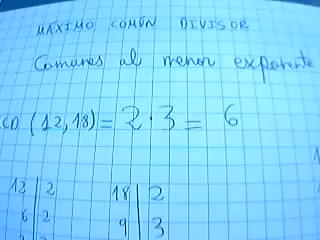 MÁXIMO COMÚN DIVISOR
Comunes al menor exponente
CD (12,18) = 2 · 3 = 6
12 | 2 18 | 2
6 | 2 9 | 3